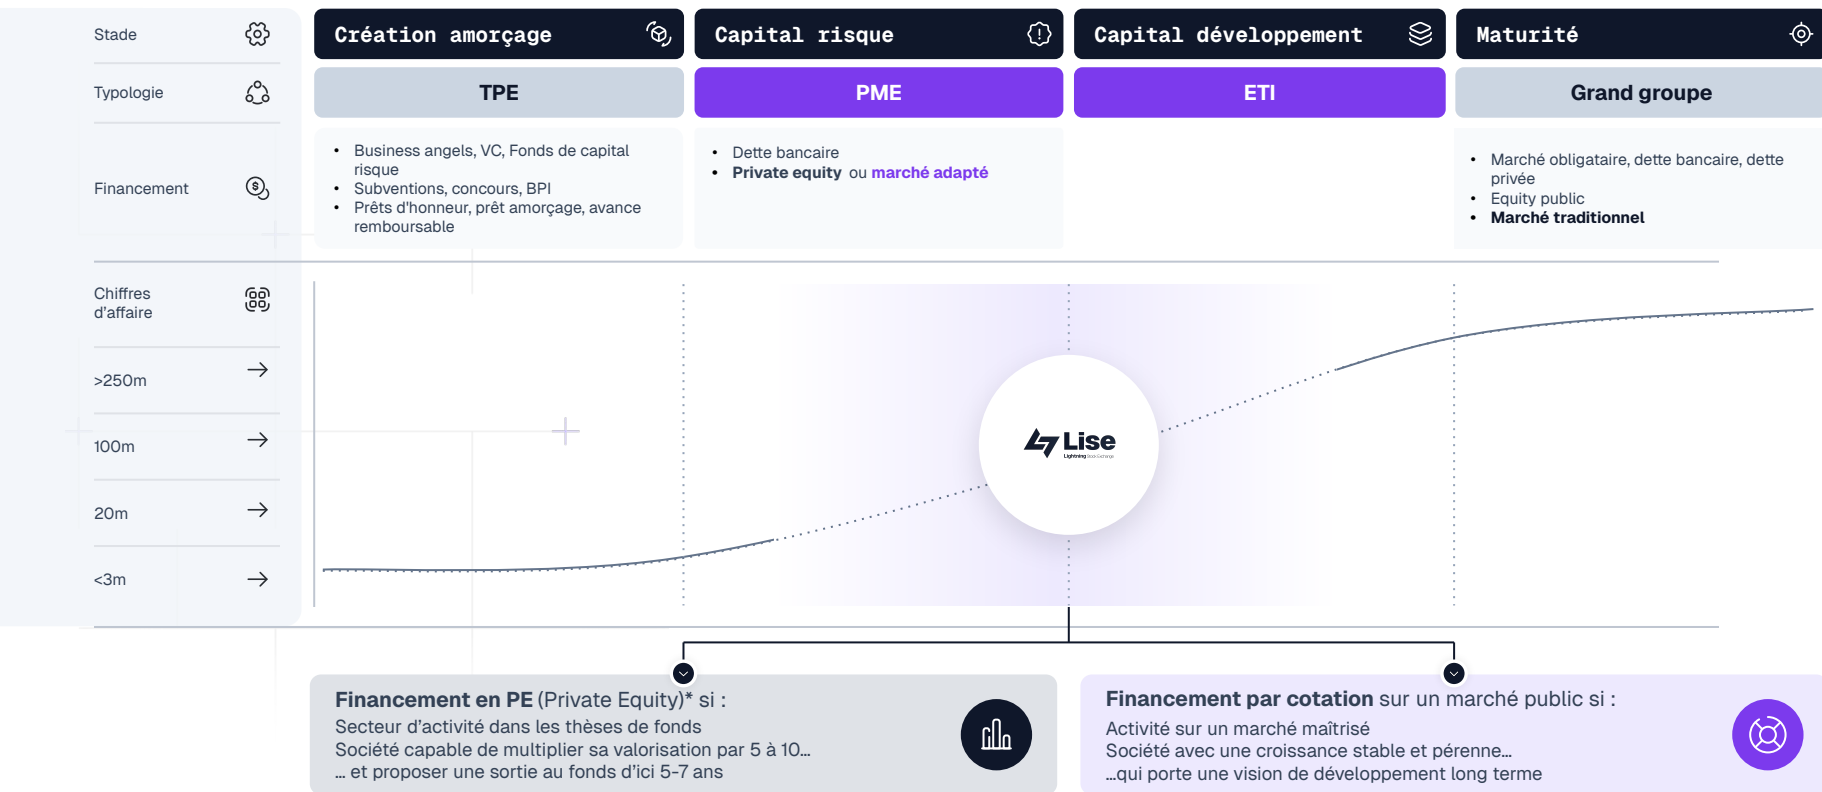 Stade
Création amorçage
Capital risque
Capital développement
Maturité
Typologie
TPE
PME
ETI
Grand groupe
Financement
• Business angels, VC, Fonds de capital
risque
• Subventions, concours, BPI
• Prêts d'honneur, prêt amorçage, avance
remboursable
• Dette bancaire
• Private equity ou marché adapté
• Marché obligataire, dette bancaire, dette
privée
• Equity public
• Marché traditionnel
Chiffres
d’affaire
>250m
100m
20m
<3m
Lise
Lightning Stock Exchange
Financement en PE (Private Equity)* si :
Secteur d’activité dans les thèses de fonds
Société capable de multiplier sa valorisation par 5 à 10...
... et proposer une sortie au fonds d’ici 5-7 ans
Financement par cotation sur un marché public si :
Activité sur un marché maîtrisé
Société avec une croissance stable et pérenne...
...qui porte une vision de développement long terme